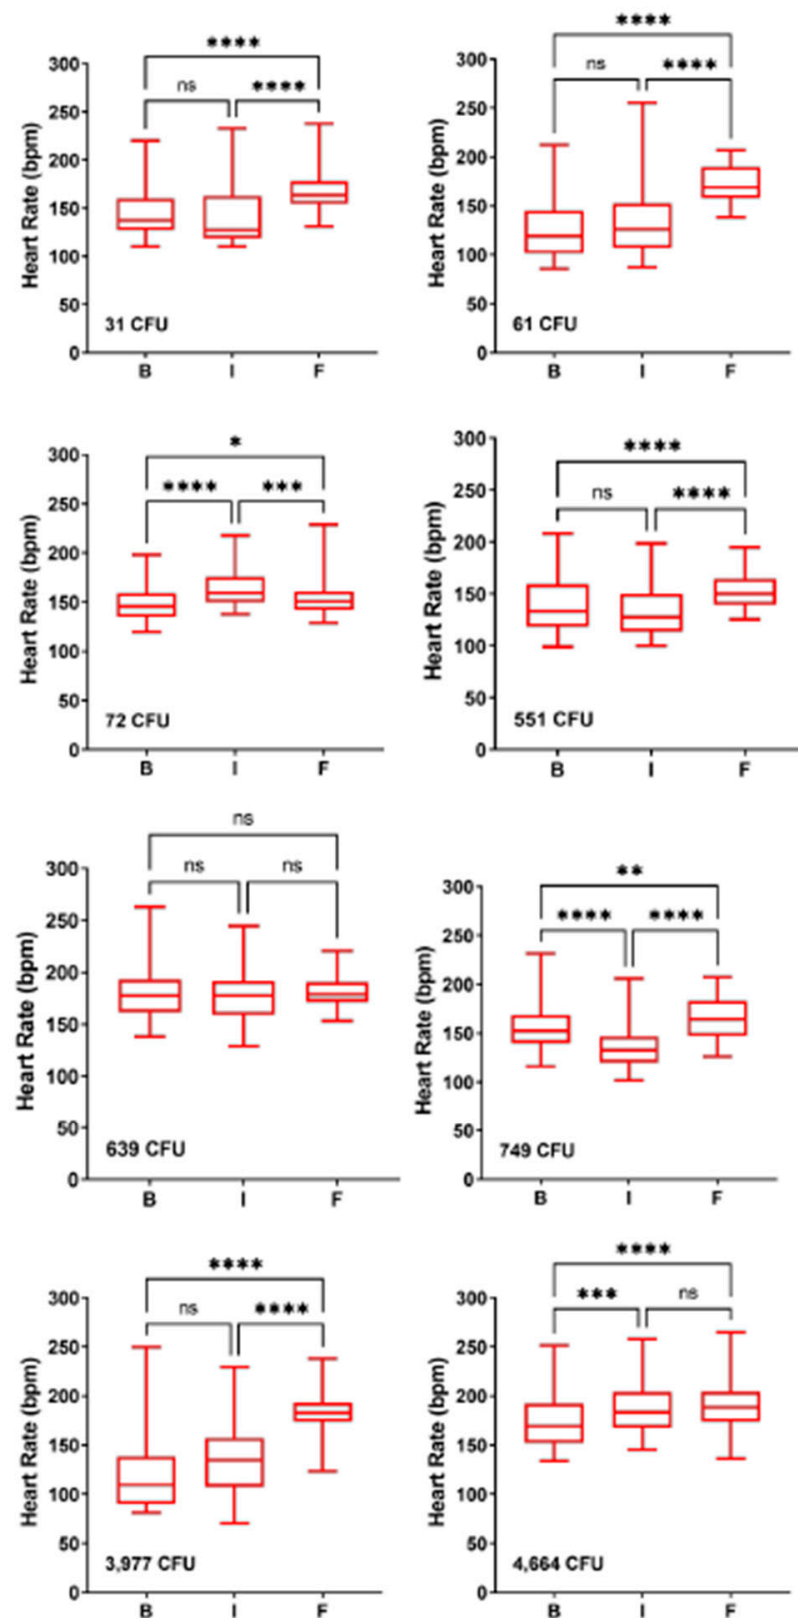 ****
ns ****
300
250
200
150
100
50
0
Heart Rate (bpm)
31 CFU
B I F
****
ns ****
300
250
200
150
100
50
0
Heart Rate (bpm)
61 CFU
B I F
*
**** ***
300
250
200
150
100
50
0
Heart Rate (bpm)
72 CFU
B I F
****
ns ****
300
250
200
150
100
50
0
Heart Rate (bpm)
551 CFU
B I F
ns
ns ns
300
250
200
150
100
50
0
Heart Rate (bpm)
639 CFU
B I F
**
**** ****
300
250
200
150
100
50
0
Heart Rate (bpm)
749 CFU
B I F
****
ns ****
300
250
200
150
100
50
0
Heart Rate (bpm)
3,977 CFU
B I F
****
*** ns
300
250
200
150
100
50
0
Heart Rate (bpm)
4,664 CFU
B I F